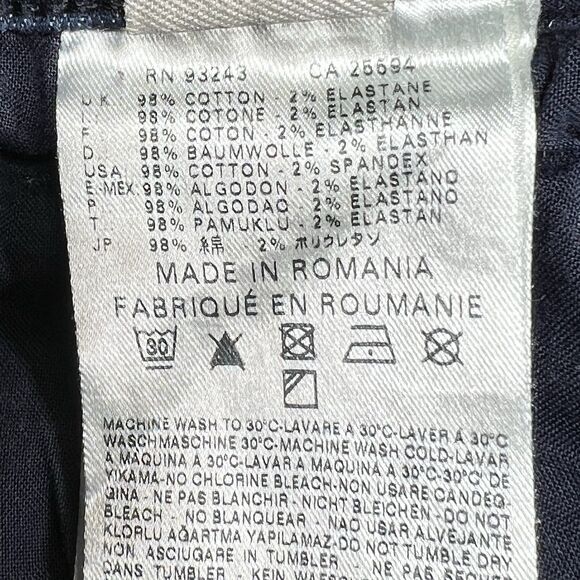 RN 93243 CA 25594
U.K. 98% COTTON - 2% ELASTANE
I. 98% COTONE - 2% ELASTAN
F 98% COTON - 2% ELASTHANNE
D 98% BAUMWOLLE - 2% ELASTHAN
USA 98% COTTON - 2% SPANDEX
E-MEX 98% ALGODON - 2% ELASTANO
P 98% ALGODAO - 2% ELASTANO
T 98% PAMUKLU - 2% ELASTAN
JP 98% 綿 - 2% ポリウレタン
MADE IN ROMANIA
FABRIQUÉ EN ROUMANIE
30
MACHINE WASH TO 30°C-LAVARE A 30°C-LAVER À 30°C
WASCHMASCHINE 30°C-MACHINE WASH COLD-LAVAR
A MAQUINA A 30°C-LAVAR A MAQUINA A 30°C-30°C' DE
YIKAMA-NO CHLORINE BLEACH-NON USARE CANDEG-
GINA - NE PAS BLANCHIR - NICHT BLEICHEN - DO NOT
BLEACH - NO BLANQUEAR - NAO USAR ALVEJANTE
KLORLU AĞARTMA YAPILAMAZ-DO NOT TUMBLE DRY
NON ASCIUGARE IN TUMBLER - NE PAS SÉCHER
DANS TUMBLER - KEIN